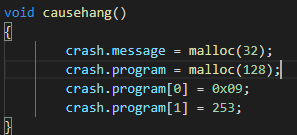 void causehang()
{
crash.message = malloc(32);
crash.program = malloc(128);
crash.program[0] = 0x09;
crash.program[1] = 253;
}